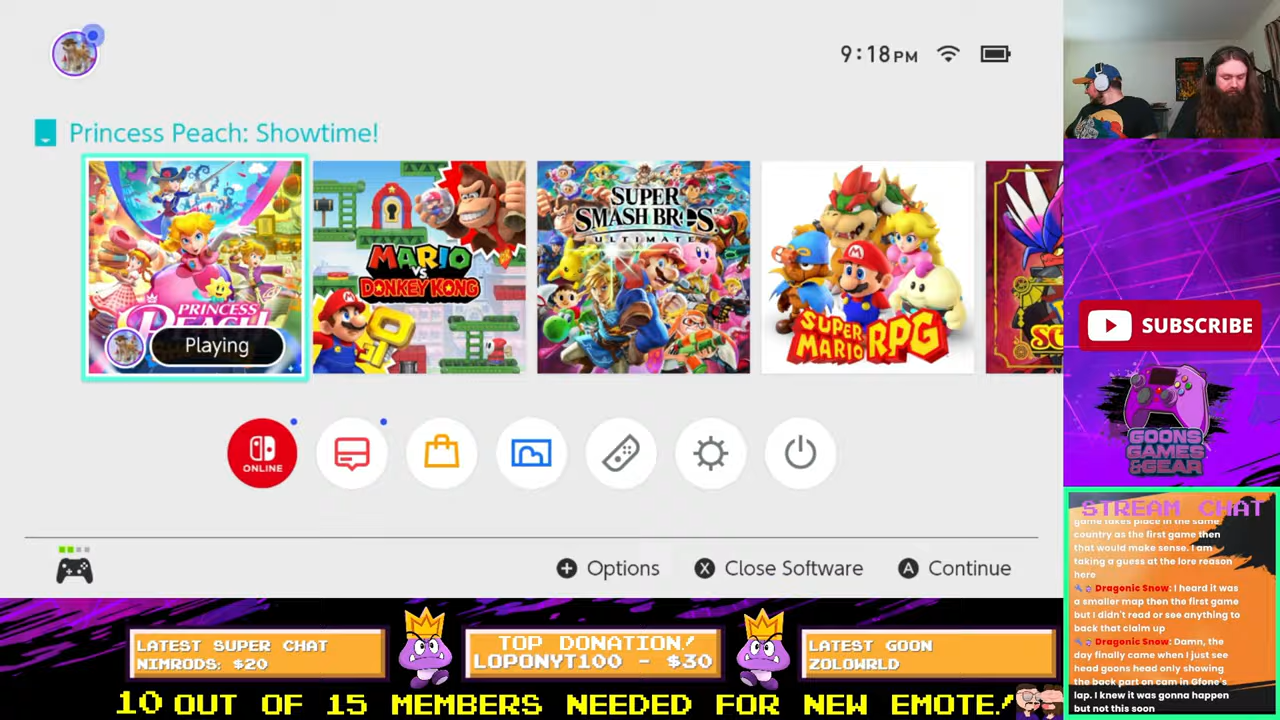 9:18PM
Princess Peach: Showtime!
PRINCESS
PEACH
Playing
MARIO
VS
DONKEY KONG
SUPER
SMASH BROS.
ULTIMATE
SUPER
MARIO RPG
ONLINE
Options
Close Software
Continue
SUBSCRIBE
GOONS
GAMES
&GEAR
STREAM CHAT
game takes place in the same
country as the first game then
that would make sense. I am
taking a guess at the lore reason
here
Dragonic Snow: I heard it was
a smaller map then the first game
but I didn't read or see anything to
back that claim up
Dragonic Snow: Damn, the
day finally came when I just see
head goons head only showing
the back part on cam in Gfone's
lap. I knew it was gonna happen
but not this soon
LATEST SUPER CHAT
NIMRODS: $20
TOP DONATION!
LOPONYT100 - $30
LATEST GOON
ZOLOWRLD
10 OUT OF 15 MEMBERS NEEDED FOR NEW EMOTE!